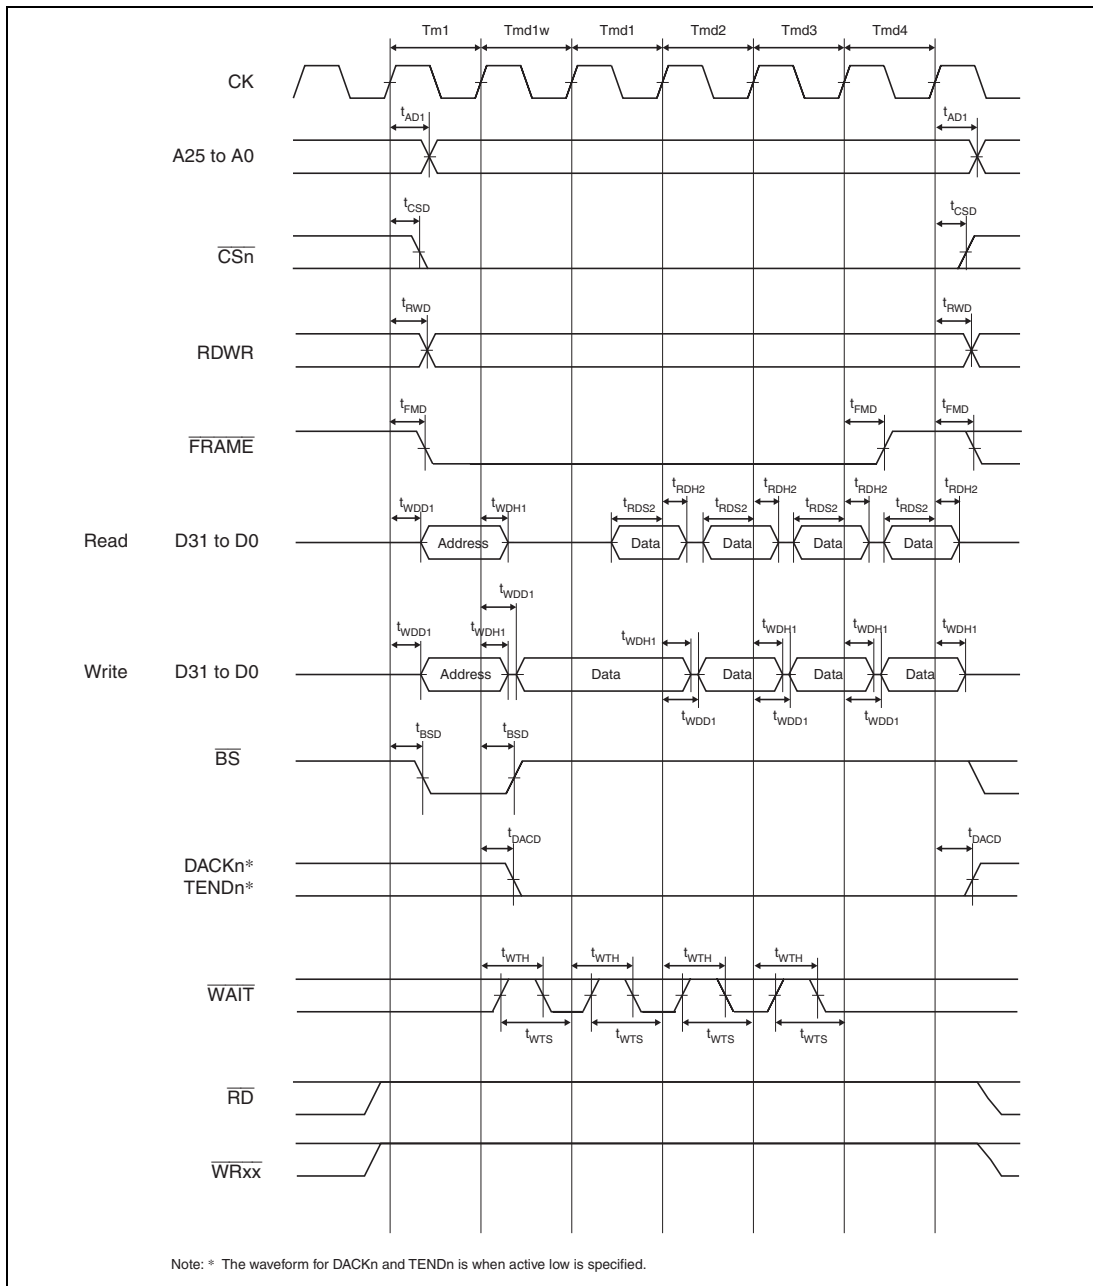 Tm1 Tmd1w Tmd1 Tmd2 Tmd3 Tmd4
CK
tAD1 tAD1
A25 to A0
tCSD tCSD
CSn
tRWD tRWD
RDWR
tFMD tFMD tFMD
FRAME
tRDH2 tRDH2 tRDH2 tRDH2
tWDD1 tWDH1 tRDS2 tRDS2 tRDS2 tRDS2
Read D31 to D0 Address Data Data Data Data
tWDD1
tWDD1 tWDH1 tWDH1 tWDH1 tWDH1 tWDH1
Write D31 to D0 Address Data Data Data Data
tWDD1 tWDD1 tWDD1
tBSD tBSD
BS
tDACD tDACD
DACKn*
TENDn*
tWTH tWTH tWTH tWTH
WAIT
tWTS tWTS tWTS tWTS
RD
WRxx
Note: * The waveform for DACKn and TENDn is when active low is specified.